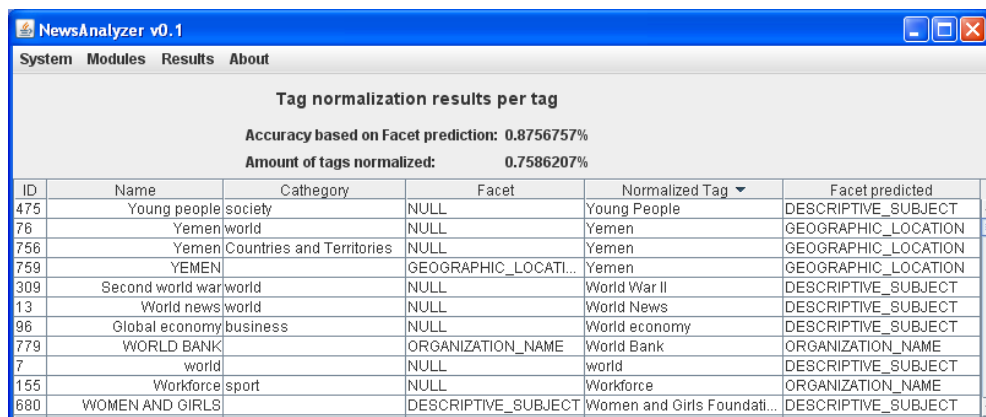 NewsAnalyzer v0.1
System Modules Results About
Tag normalization results per tag
Accuracy based on Facet prediction: 0.8756757%
Amount of tags normalized: 0.7586207%
ID Name Cathegory Facet Normalized Tag Facet predicted
475 Young people society NULL Young People DESCRIPTIVE_SUBJECT
76 Yemen world NULL Yemen GEOGRAPHIC_LOCATION
756 Yemen Countries and Territories NULL Yemen GEOGRAPHIC_LOCATION
759 YEMEN GEOGRAPHIC_LOCATI... Yemen GEOGRAPHIC_LOCATION
309 Second world war world NULL World War II DESCRIPTIVE_SUBJECT
13 World news world NULL World News DESCRIPTIVE_SUBJECT
96 Global economy business NULL World economy DESCRIPTIVE_SUBJECT
779 WORLD BANK ORGANIZATION_NAME World Bank ORGANIZATION_NAME
7 world NULL world DESCRIPTIVE_SUBJECT
155 Workforce sport NULL Workforce ORGANIZATION_NAME
680 WOMEN AND GIRLS DESCRIPTIVE_SUBJECT Women and Girls Foundati... DESCRIPTIVE_SUBJECT